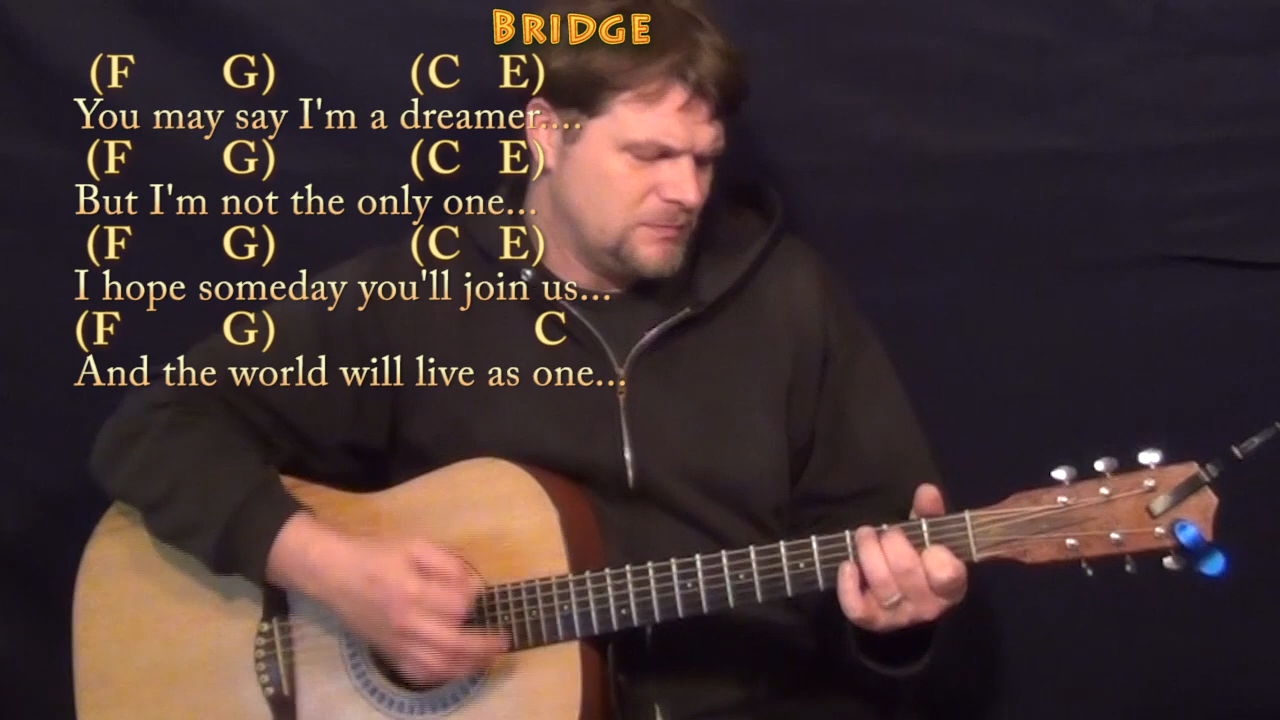 BRIDGE
(F G) (C E)
You may say I'm a dreamer....
(F G) (C E)
But I'm not the only one...
(F G) (C E)
I hope someday you'll join us...
(F G) C
And the world will live as one...